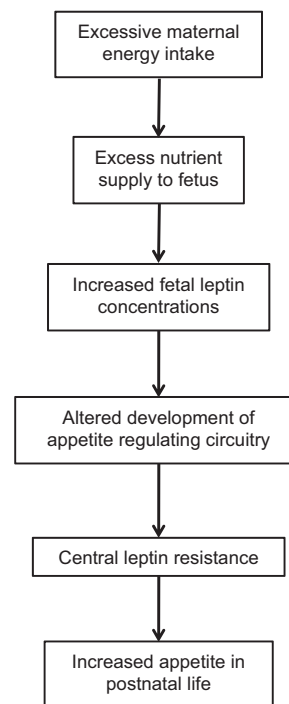 Excessive maternal
energy intake
Excess nutrient
supply to fetus
Increased fetal leptin
concentrations
Altered development of
appetite regulating circuitry
Central leptin resistance
Increased appetite in
postnatal life